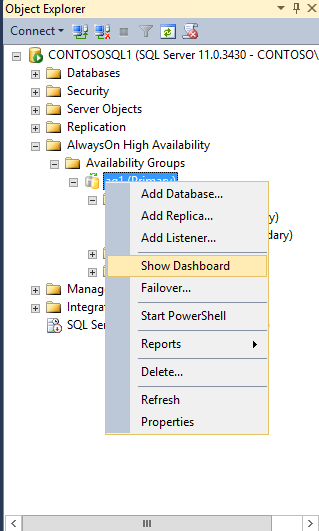 Object Explorer
Connect
CONTOSOSQL1 (SQL Server 11.0.3430 - CONTOSO\
Databases
Security
Server Objects
Replication
AlwaysOn High Availability
Availability Groups
ag1 (Primary)
Add Database...
Add Replica...
Add Listener...
Show Dashboard
Failover...
Start PowerShell
Reports
Delete...
Refresh
Properties
Manag
Integrat
SQL Ser